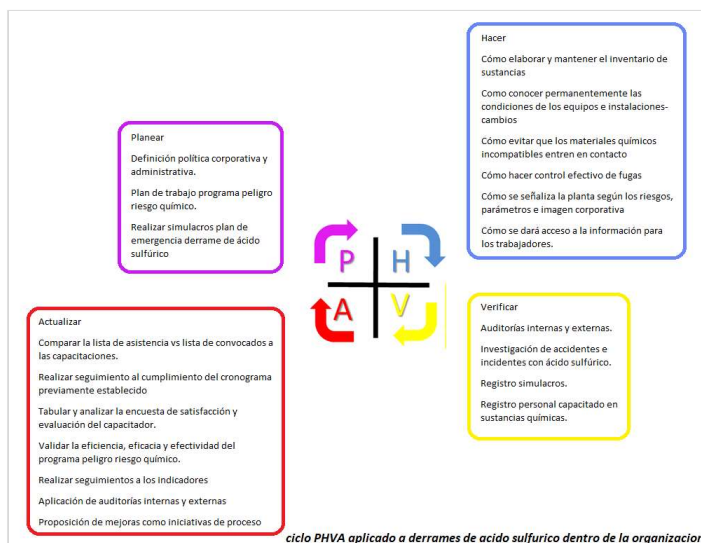 Hacer
Cómo elaborar y mantener el inventario de
sustancias
Como conocer permanentemente las
condiciones de los equipos e instalaciones-
cambios
Cómo evitar que los materiales químicos
incompatibles entren en contacto
Cómo hacer control efectivo de fugas
Cómo se señaliza la planta según los riesgos,
parámetros e imagen corporativa
Cómo se dará acceso a la información para
los trabajadores.
Planear
Definición política corporativa y
administrativa.
Plan de trabajo programa peligro
riesgo químico.
Realizar simulacros plan de
emergencia derrame de ácido
sulfúrico
P
H
A
V
Actualizar
Comparar la lista de asistencia vs lista de convocados a
las capacitaciones.
Realizar seguimiento al cumplimiento del cronograma
previamente establecido
Tabular y analizar la encuesta de satisfacción y
evaluación del capacitador.
Validar la eficiencia, eficacia y efectividad del
programa peligro riesgo químico.
Realizar seguimientos a los indicadores
Aplicación de auditorías internas y externas
Proposición de mejoras como iniciativas de proceso
Verificar
Auditorías internas y externas.
Investigación de accidentes e
incidentes con ácido sulfúrico.
Registro simulacros.
Registro personal capacitado en
sustancias químicas.
ciclo PHVA aplicado a derrames de acido sulfurico dentro de la organizacion